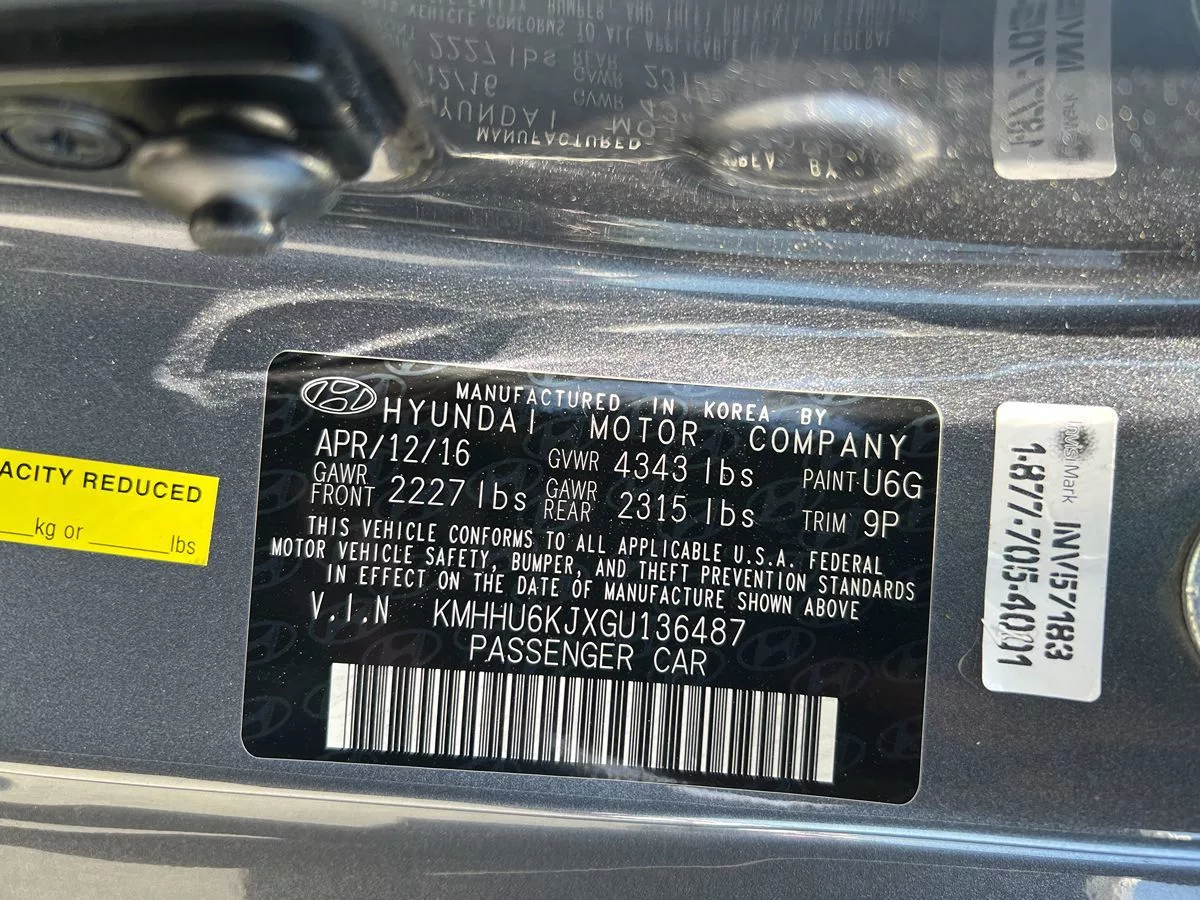 MANUFACTURED IN KOREA BY
HYUNDAI MOTOR COMPANY
APR/12/16 GVWR 4343 lbs PAINT U6G
GAWR FRONT 2227 lbs GAWR REAR 2315 lbs TRIM 9P
THIS VEHICLE CONFORMS TO ALL APPLICABLE U.S.A. FEDERAL
MOTOR VEHICLE SAFETY, BUMPER, AND THEFT PREVENTION STANDARDS
IN EFFECT ON THE DATE OF MANUFACTURE SHOWN ABOVE
V.I.N KMHHU6KJXGU136487
PASSENGER CAR
ACITY REDUCED
____kg or ________lbs
INV57183
1·877·705·4001